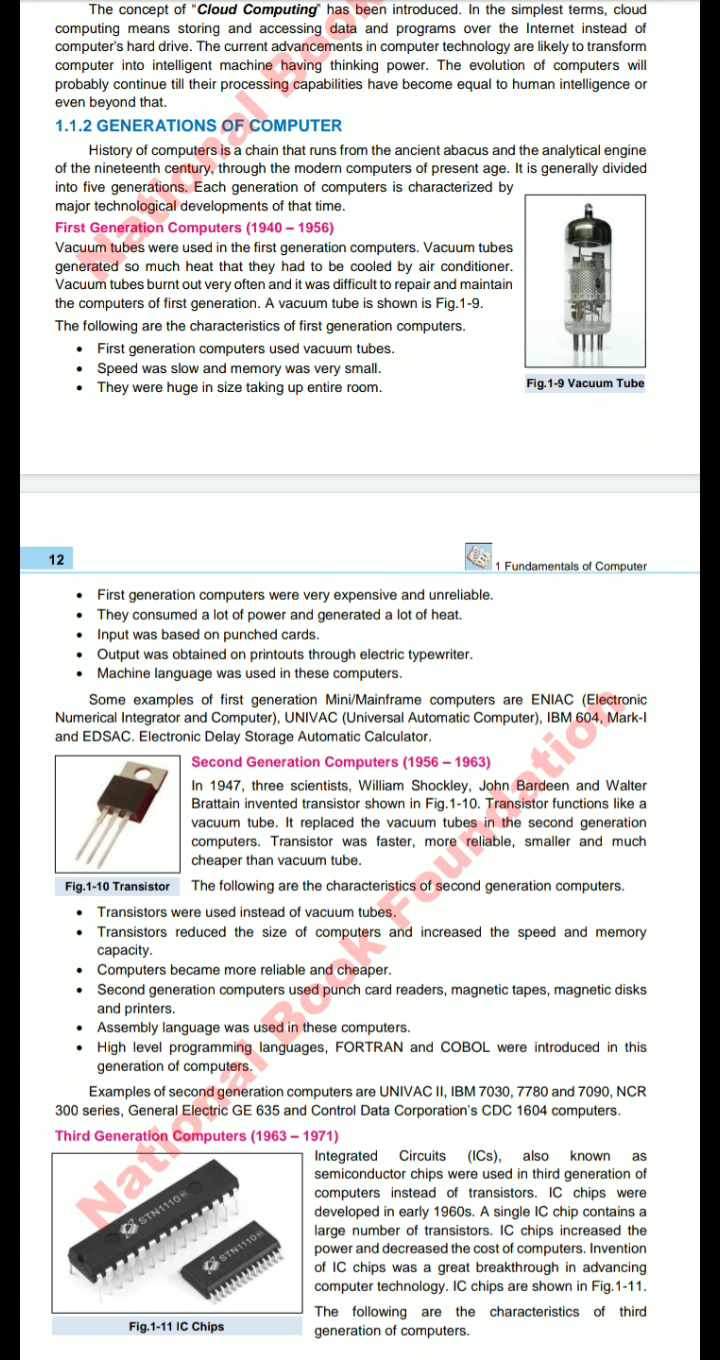 The concept of "Cloud Computing" has been introduced. In the simplest terms, cloud
computing means storing and accessing data and programs over the Internet instead of
computer's hard drive. The current advancements in computer technology are likely to transform
computer into intelligent machine having thinking power. The evolution of computers will
probably continue till their processing capabilities have become equal to human intelligence or
even beyond that.
1.1.2 GENERATIONS OF COMPUTER
History of computers is a chain that runs from the ancient abacus and the analytical engine
of the nineteenth century, through the modern computers of present age. It is generally divided
into five generations. Each generation of computers is characterized by
major technological developments of that time.
First Generation Computers (1940 – 1956)
Vacuum tubes were used in the first generation computers. Vacuum tubes
generated so much heat that they had to be cooled by air conditioner.
Vacuum tubes burnt out very often and it was difficult to repair and maintain
the computers of first generation. A vacuum tube is shown is Fig.1-9.
The following are the characteristics of first generation computers.
• First generation computers used vacuum tubes.
• Speed was slow and memory was very small.
• They were huge in size taking up entire room.
Fig.1-9 Vacuum Tube
National Book
12
1 Fundamentals of Computer
• First generation computers were very expensive and unreliable.
• They consumed a lot of power and generated a lot of heat.
• Input was based on punched cards.
• Output was obtained on printouts through electric typewriter.
• Machine language was used in these computers.
Some examples of first generation Mini/Mainframe computers are ENIAC (Electronic
Numerical Integrator and Computer), UNIVAC (Universal Automatic Computer), IBM 604, Mark-I
and EDSAC. Electronic Delay Storage Automatic Calculator.
Second Generation Computers (1956 – 1963)
In 1947, three scientists, William Shockley, John Bardeen and Walter
Brattain invented transistor shown in Fig.1-10. Transistor functions like a
vacuum tube. It replaced the vacuum tubes in the second generation
computers. Transistor was faster, more reliable, smaller and much
cheaper than vacuum tube.
Fig.1-10 Transistor
The following are the characteristics of second generation computers.
• Transistors were used instead of vacuum tubes.
• Transistors reduced the size of computers and increased the speed and memory
capacity.
• Computers became more reliable and cheaper.
• Second generation computers used punch card readers, magnetic tapes, magnetic disks
and printers.
• Assembly language was used in these computers.
• High level programming languages, FORTRAN and COBOL were introduced in this
generation of computers.
Examples of second generation computers are UNIVAC II, IBM 7030, 7780 and 7090, NCR
300 series, General Electric GE 635 and Control Data Corporation's CDC 1604 computers.
Third Generation Computers (1963 – 1971)
Integrated Circuits (ICs), also known as
semiconductor chips were used in third generation of
computers instead of transistors. IC chips were
developed in early 1960s. A single IC chip contains a
large number of transistors. IC chips increased the
power and decreased the cost of computers. Invention
of IC chips was a great breakthrough in advancing
computer technology. IC chips are shown in Fig.1-11.
STN1110®
STN1110®
Fig.1-11 IC Chips
The following are the characteristics of third
generation of computers.
National Book Foundation